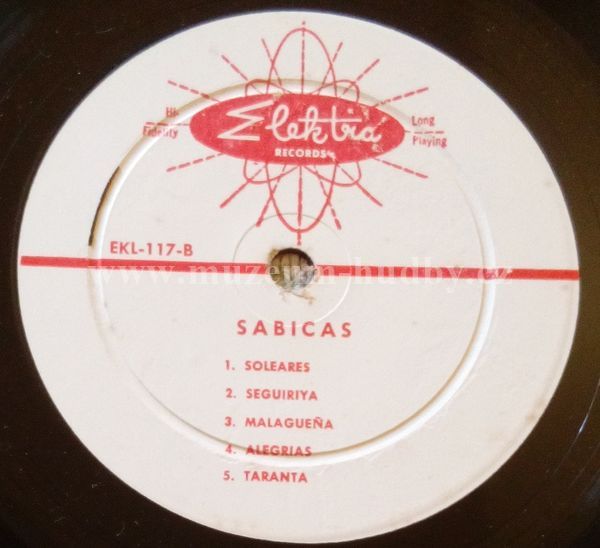 Elektra
RECORDS
Hi-
Fidelity
Long
Playing
EKL-117-B
www.muzeum-hudby.cz
SABICAS
1. SOLEARES
2. SEGUIRIYA
3. MALAGUEÑA
4. ALEGRIAS
5. TARANTA